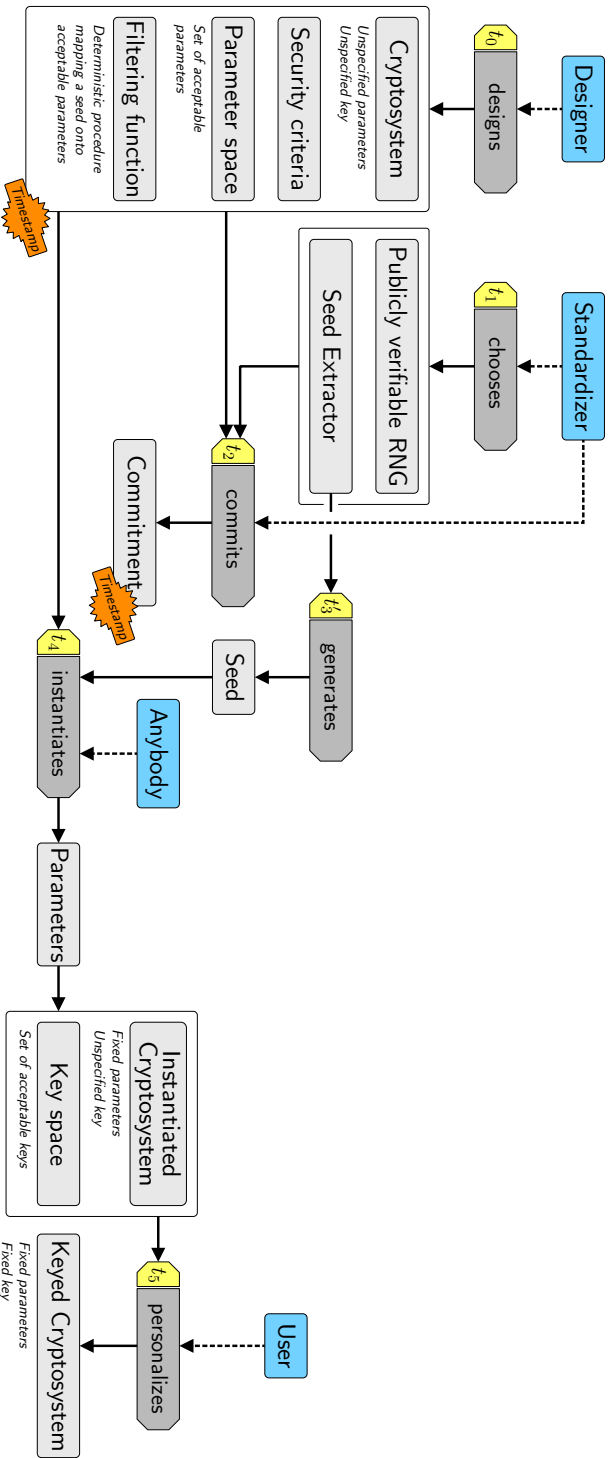 Designer
t0
designs
Cryptosystem
Unspecified parameters
Unspecified key
Security criteria
Parameter space
Set of acceptable
parameters
Filtering function
Deterministic procedure
mapping a seed onto
acceptable parameters
Timestamp
Standardizer
t1
chooses
Publicly verifiable RNG
Seed Extractor
t2
commits
Commitment
Timestamp
t′3
generates
Seed
Anybody
t4
instantiates
Parameters
Instantiated
Cryptosystem
Fixed parameters
Unspecified key
Key space
Set of acceptable keys
User
t5
personalizes
Keyed Cryptosystem
Fixed parameters
Fixed key